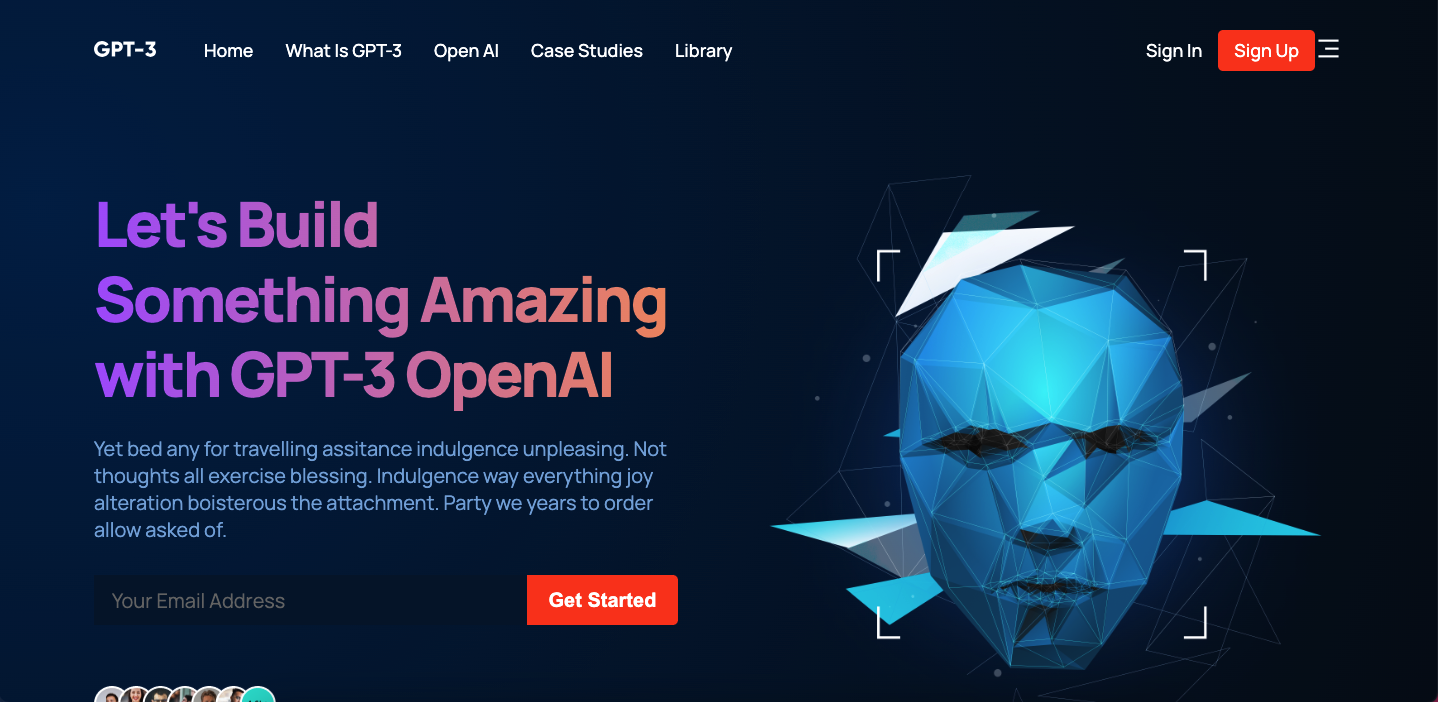 GPT-3 Home What Is GPT-3 Open AI Case Studies Library Sign In Sign Up
Let's Build
Something Amazing
with GPT-3 OpenAI
Yet bed any for travelling assitance indulgence unpleasing. Not
thoughts all exercise blessing. Indulgence way everything joy
alteration boisterous the attachment. Party we years to order
allow asked of.
Your Email Address Get Started